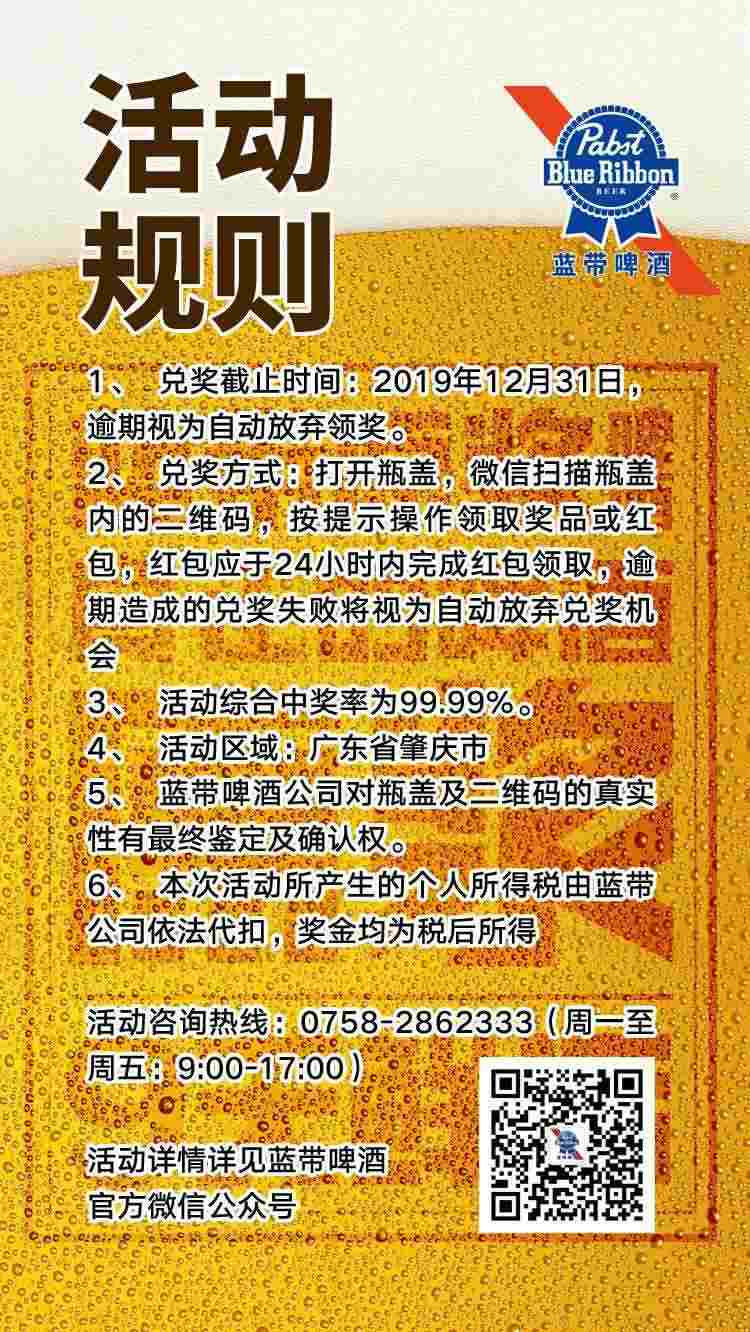 活动
规则
Pabst
Blue Ribbon
BEER
®
蓝带啤酒
1、 兑奖截止时间：2019年12月31日，
逾期视为自动放弃领奖。
2、 兑奖方式：打开瓶盖，微信扫描瓶盖
内的二维码，按提示操作领取奖品或红
包，红包应于24小时内完成红包领取，逾
期造成的兑奖失败将视为自动放弃兑奖机
会
3、 活动综合中奖率为99.99%。
4、 活动区域：广东省肇庆市
5、 蓝带啤酒公司对瓶盖及二维码的真实
性有最终鉴定及确认权。
6、 本次活动所产生的个人所得税由蓝带
公司依法代扣，奖金均为税后所得
活动咨询热线：0758-2862333（周一至
周五：9:00-17:00）
活动详情详见蓝带啤酒
官方微信公众号